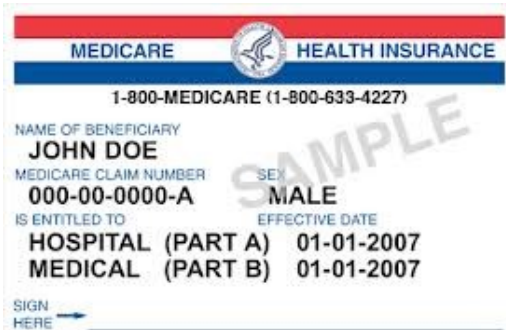 MEDICARE HEALTH INSURANCE
1-800-MEDICARE (1-800-633-4227)
NAME OF BENEFICIARY
JOHN DOE
MEDICARE CLAIM NUMBER SEX
000-00-0000-A MALE
IS ENTITLED TO EFFECTIVE DATE
HOSPITAL (PART A) 01-01-2007
MEDICAL (PART B) 01-01-2007
SIGN
HERE
SAMPLE